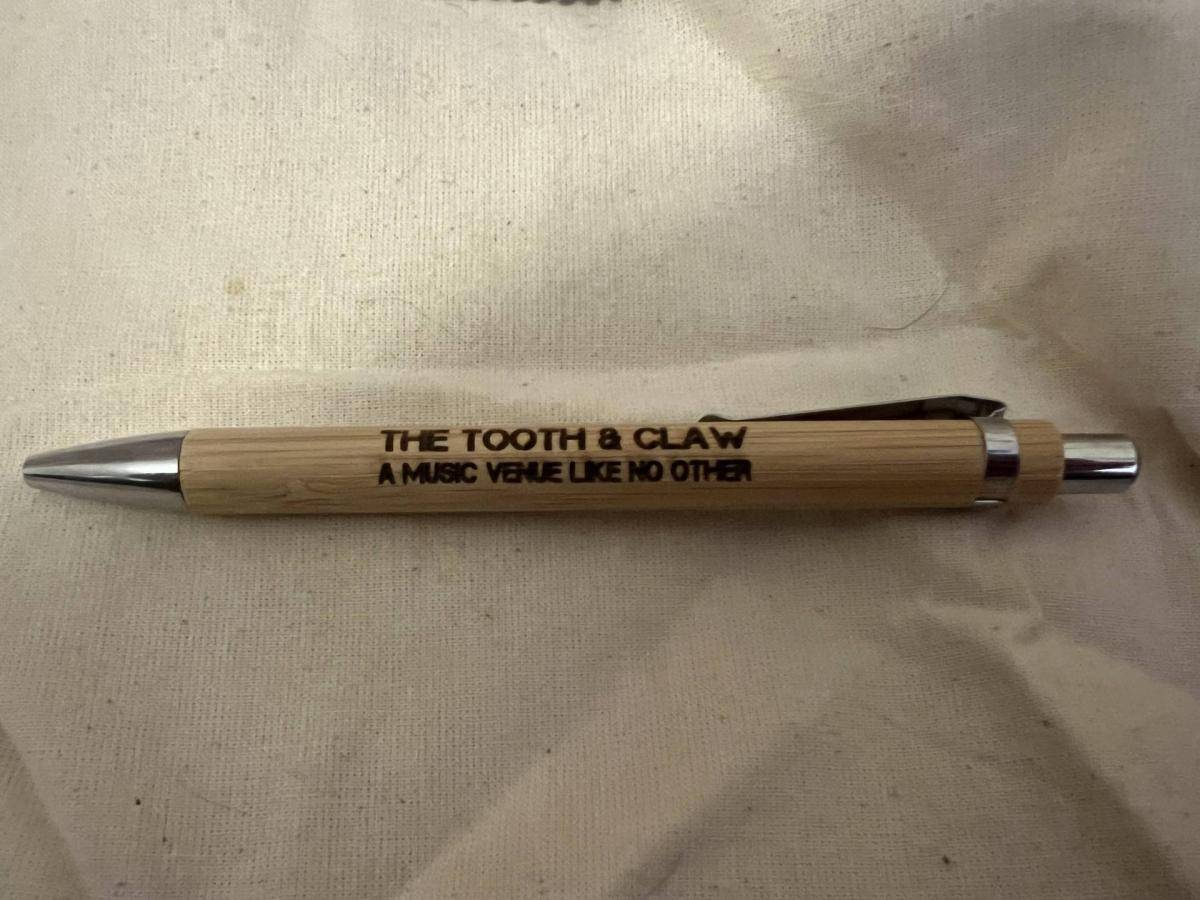 THE TOOTH & CLAW
A MUSIC VENUE LIKE NO OTHER